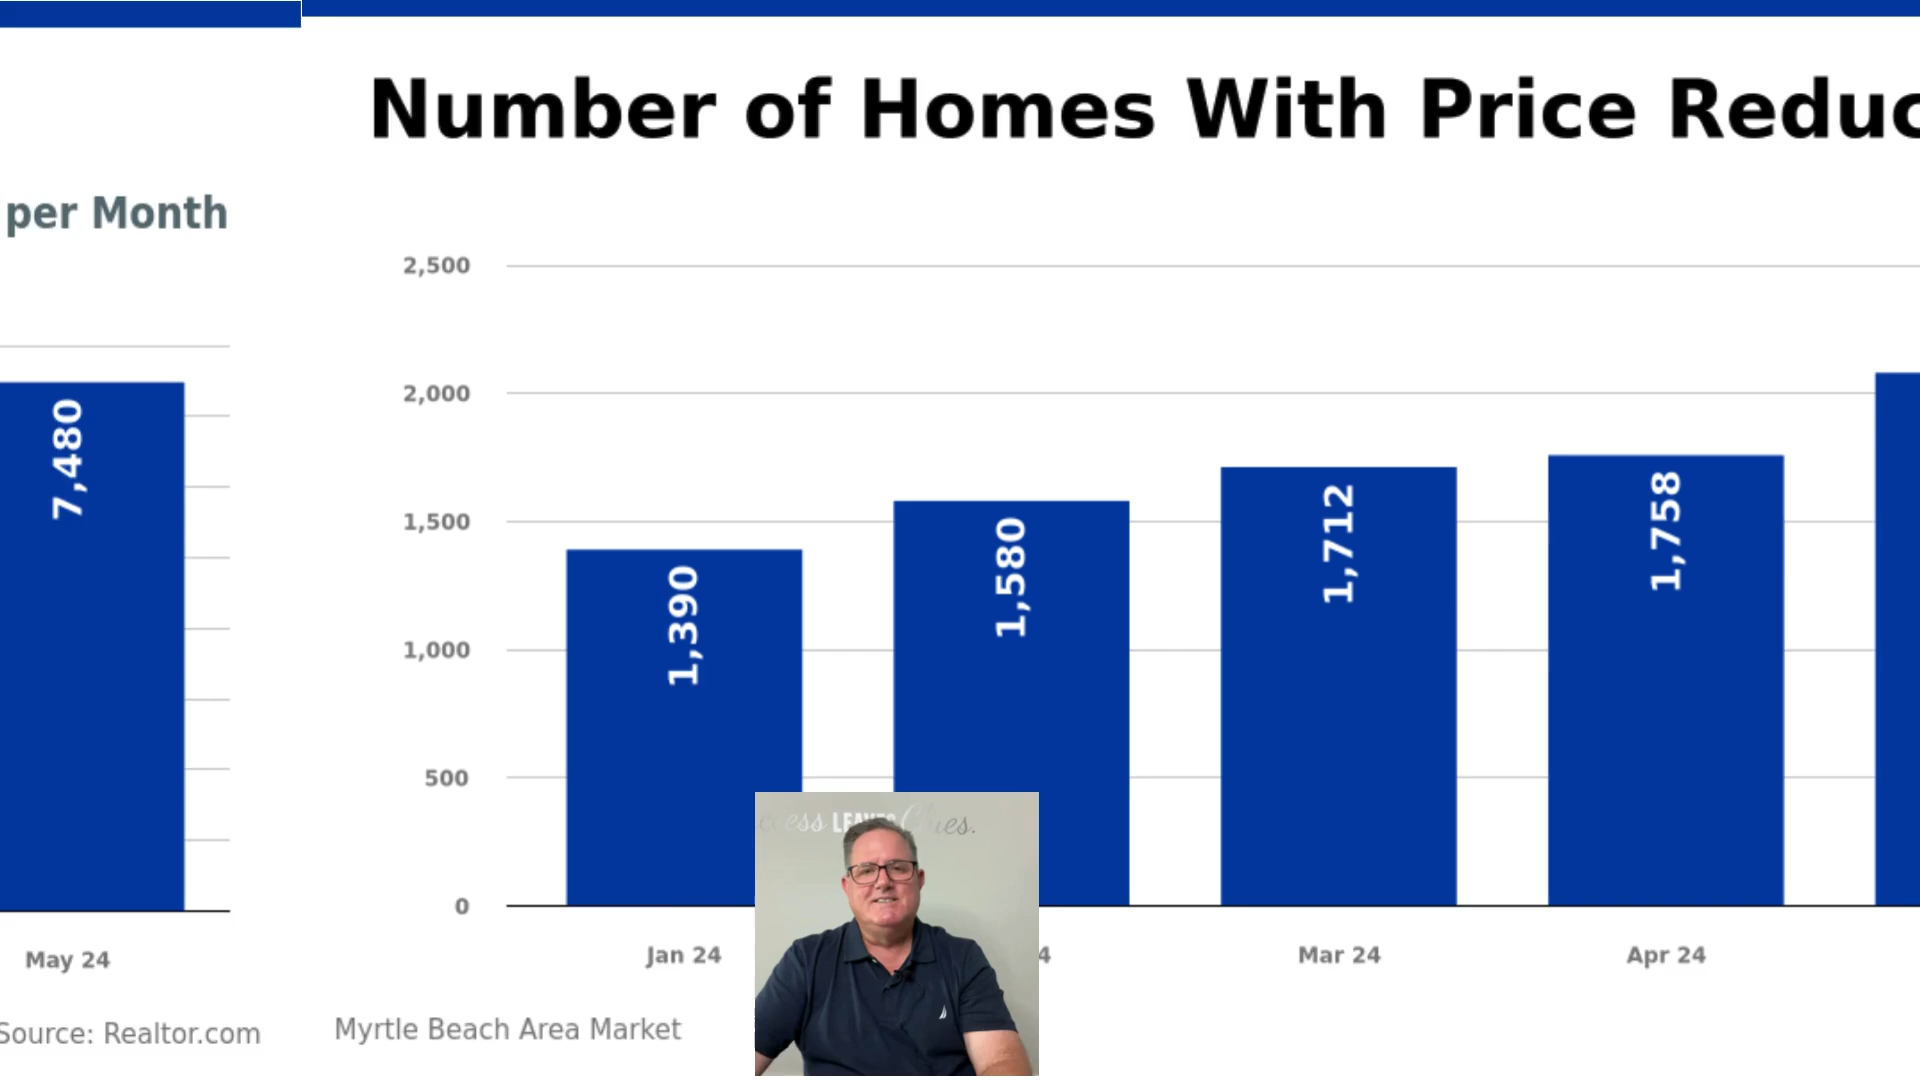 per Month
7,480
May 24
Source: Realtor.com
Number of Homes With Price Reduc
2,500
2,000
1,500
1,000
500
0
1,390
1,580
1,712
1,758
Jan 24
4
Mar 24
Apr 24
Myrtle Beach Area Market
LEAVES